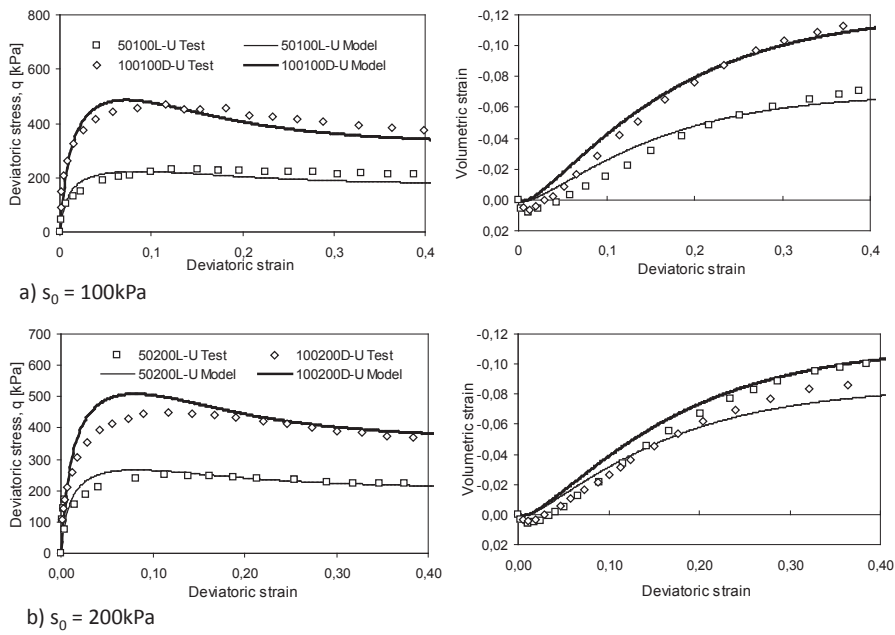 800
600
400
200
0
Deviatoric stress, q [kPa]
50100L-U Test
50100L-U Model
100100D-U Test
100100D-U Model
0
0,1
0,2
0,3
0,4
Deviatoric strain
-0,12
-0,10
-0,08
-0,06
-0,04
-0,02
0,00
0,02
Volumetric strain
0
0,1
0,2
0,3
0,4
Deviatoric strain
a) s0 = 100kPa
700
600
500
400
300
200
100
0
Deviatoric stress, q [kPa]
50200L-U Test
100200D-U Test
50200L-U Model
100200D-U Model
0,00
0,10
0,20
0,30
0,40
Deviatoric strain
-0,12
-0,10
-0,08
-0,06
-0,04
-0,02
0,00
0,02
Volumetric strain
0,00
0,10
0,20
0,30
0,40
Deviatoric strain
b) s0 = 200kPa